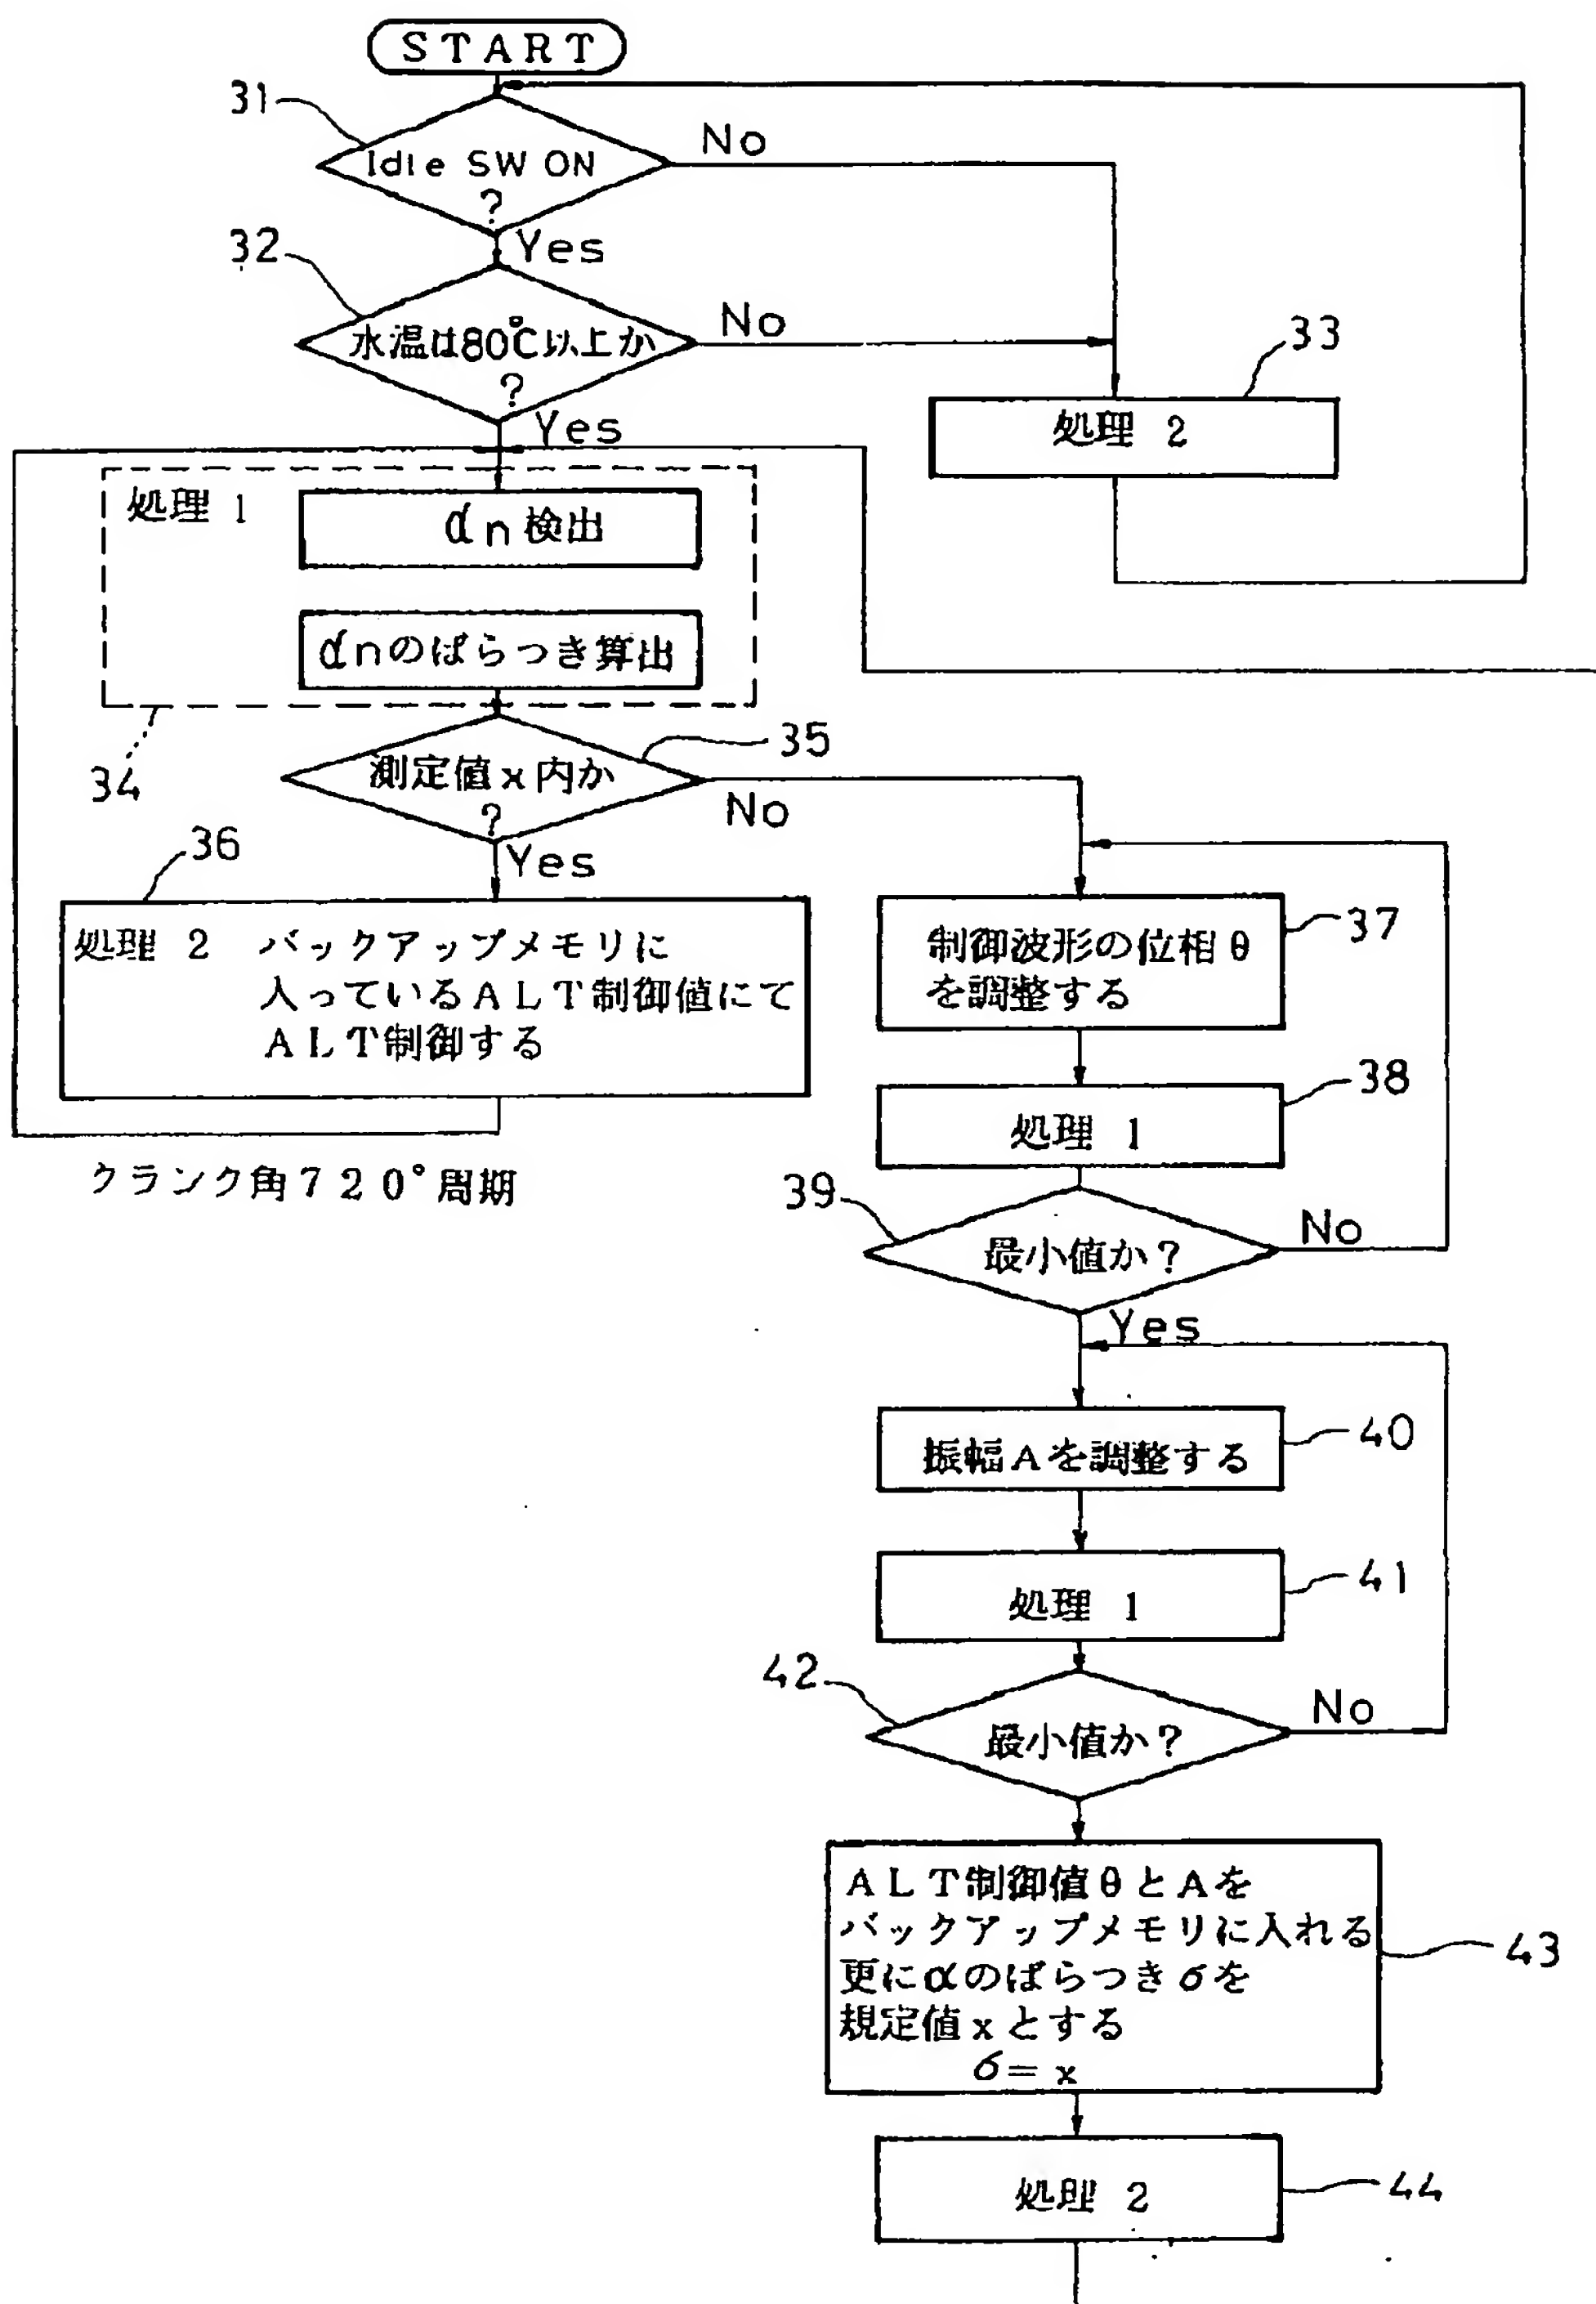 START
31
Idle SW ON
?
No
Yes
32
水温は80℃以上か
?
No
Yes
33
処理 2
処理 1
αn検出
αnのばらつき算出
34
35
測定値x内か
?
No
Yes
36
処理 2 バックアップメモリに
入っているALT制御値にて
ALT制御する
クランク角720°周期
37
制御波形の位相θ
を調整する
38
処理 1
39
最小値か?
No
Yes
40
振幅Aを調整する
41
処理 1
42
最小値か?
No
ALT制御値θとAを
バックアップメモリに入れる
更にαのばらつきσを
規定値xとする
σ=x
43
処理 2
44